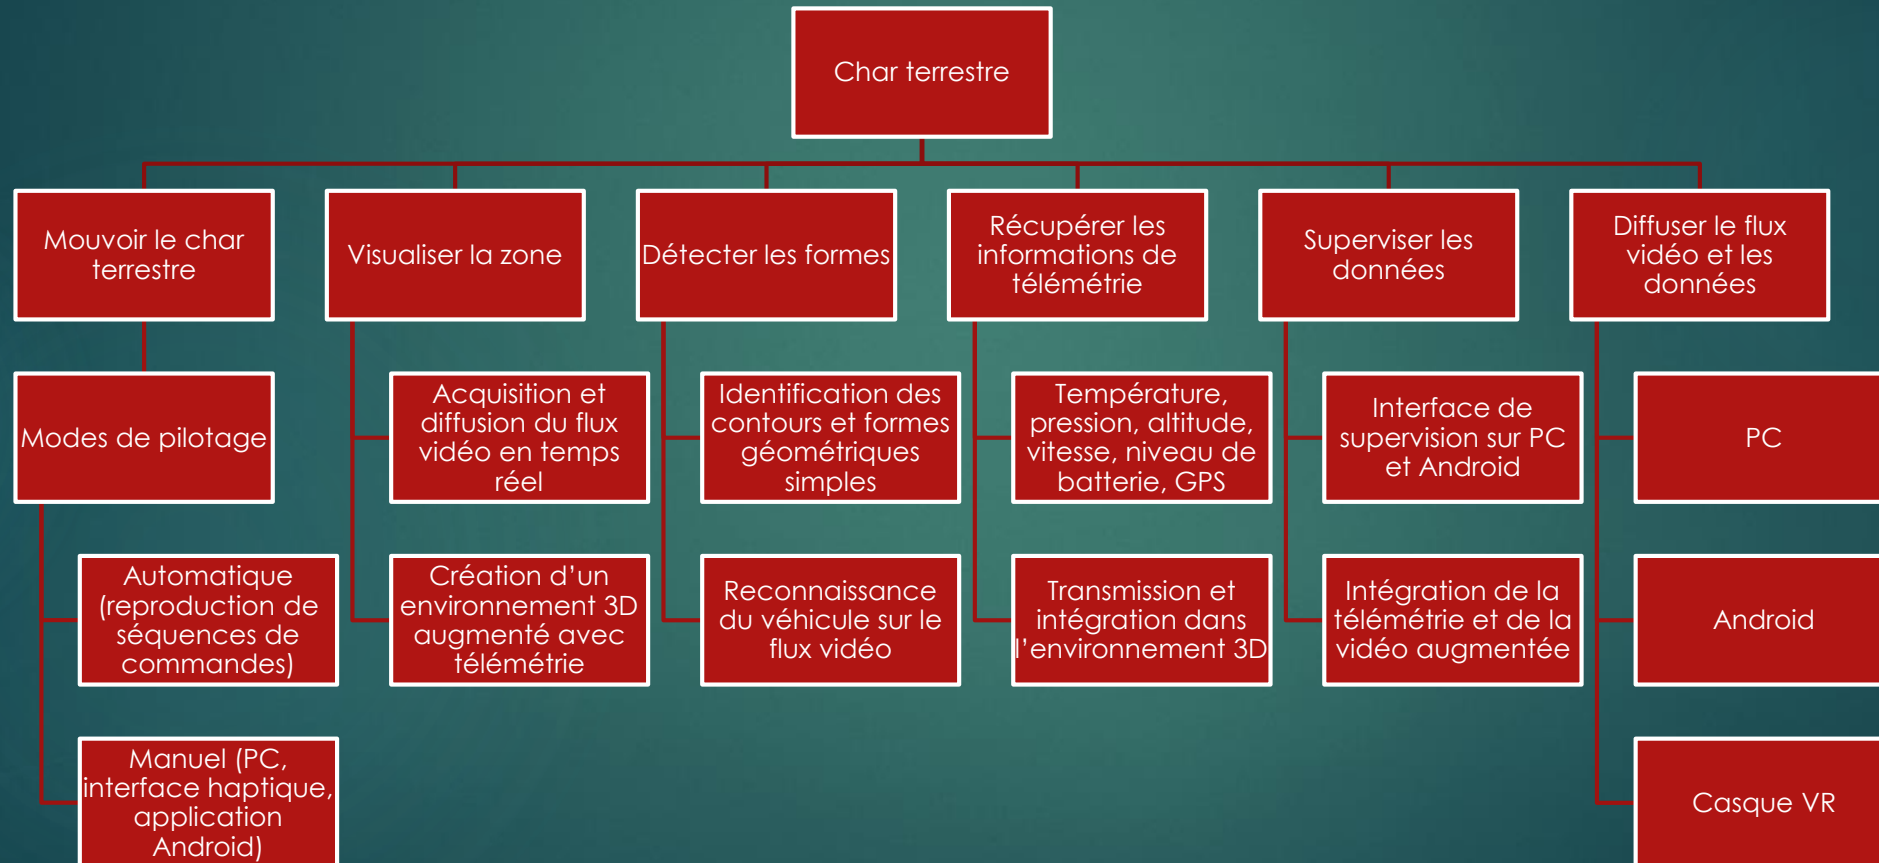 Char terrestre
Mouvoir le char
terrestre
Visualiser la zone
Détecter les formes
Récupérer les
informations de
télémétrie
Superviser les
données
Diffuser le flux
vidéo et les
données
Modes de pilotage
Acquisition et
diffusion du flux
vidéo en temps
réel
Identification des
contours et formes
géométriques
simples
Température,
pression, altitude,
vitesse, niveau de
batterie, GPS
Interface de
supervision sur PC
et Android
PC
Automatique
(reproduction de
séquences de
commandes)
Création d’un
environnement 3D
augmenté avec
télémétrie
Reconnaissance
du véhicule sur le
flux vidéo
Transmission et
intégration dans
l’environnement 3D
Intégration de la
télémétrie et de la
vidéo augmentée
Android
Manuel (PC,
interface haptique,
application
Android)
Casque VR